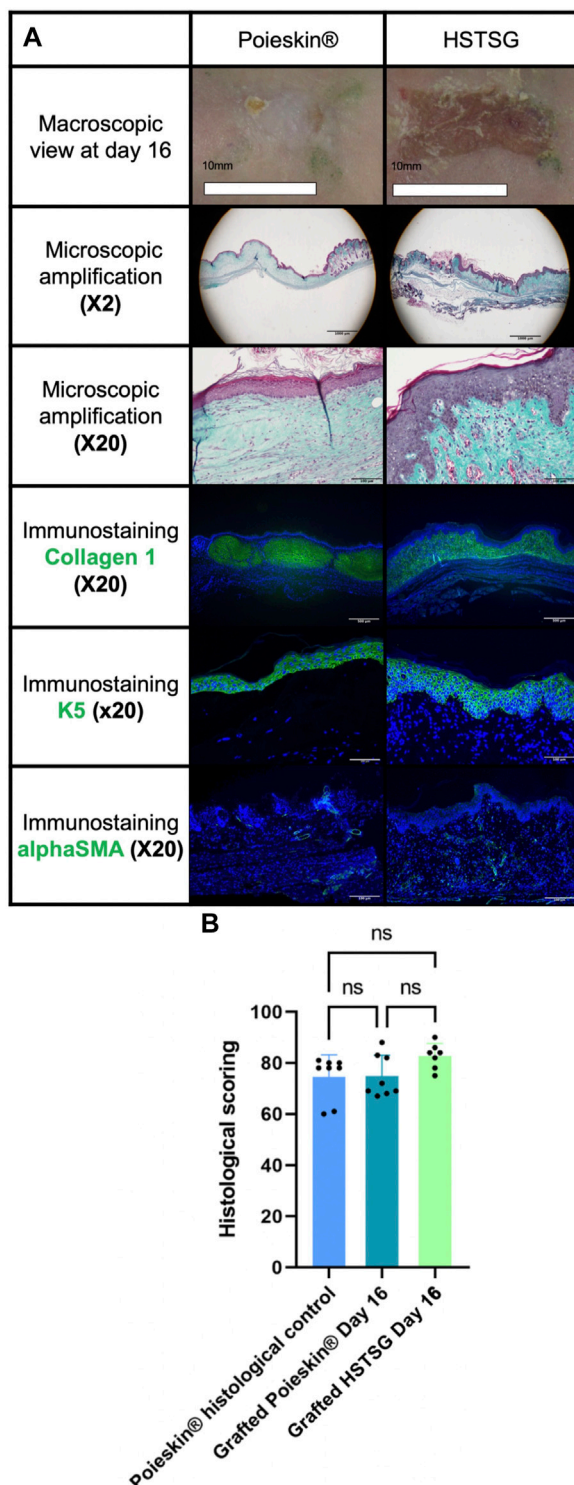 A
Poieskin®
HSTSG
Macroscopic
view at day 16
10mm
10mm
Microscopic
amplification
(X2)
Microscopic
amplification
(X20)
Immunostaining
Collagen 1
(X20)
Immunostaining
K5 (x20)
Immunostaining
alphaSMA (X20)
B
ns
ns
ns
100
80
60
40
20
0
Histological scoring
Poieskin® histological control
Grafted Poieskin® Day 16
Grafted HSTSG Day 16